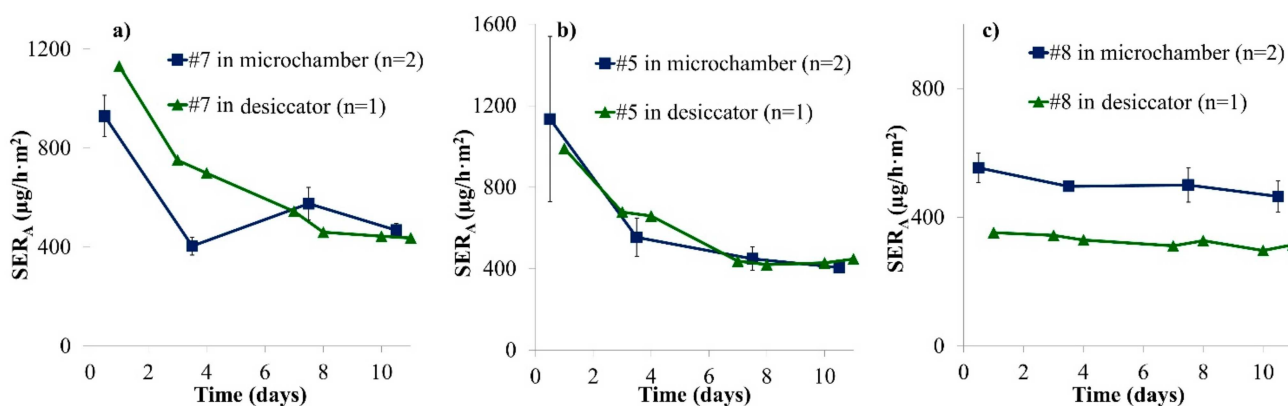 a)
#7 in microchamber (n=2)
#7 in desiccator (n=1)
SER_A (µg/h·m²)
1200
800
400
0
0 2 4 6 8 10
Time (days)
b)
#5 in microchamber (n=2)
#5 in desiccator (n=1)
SER_A (µg/h·m²)
1600
1200
800
400
0
0 2 4 6 8 10
Time (days)
c)
#8 in microchamber (n=2)
#8 in desiccator (n=1)
SER_A (µg/h·m²)
800
400
0
0 2 4 6 8 10
Time (days)